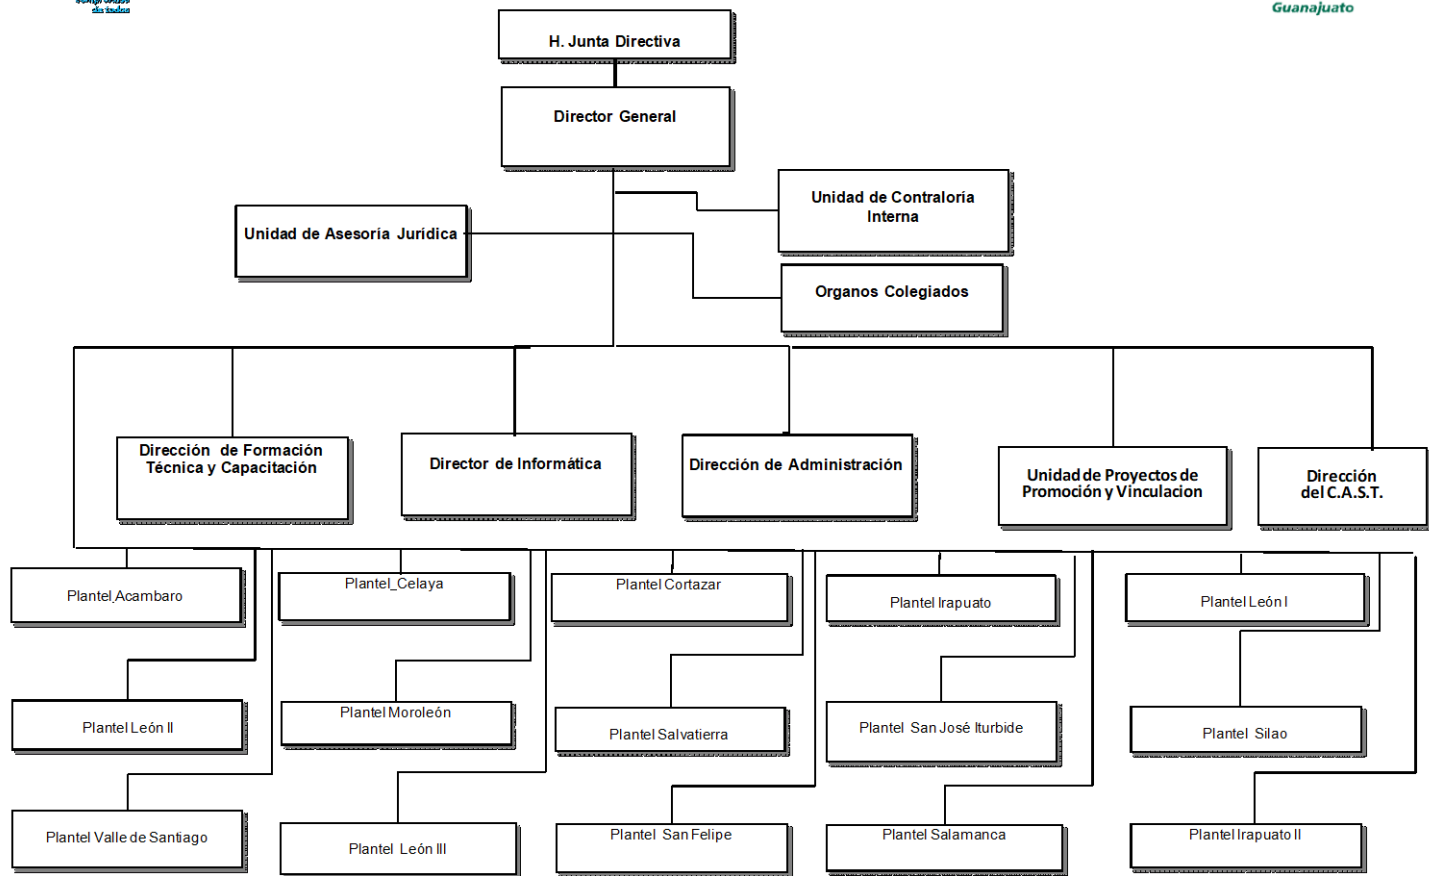 de todos
Guanajuato
H. Junta Directiva
Director General
Unidad de Contraloría
Interna
Unidad de Asesoría Jurídica
Organos Colegiados
Dirección de Formación
Técnica y Capacitación
Director de Informática
Dirección de Administración
Unidad de Proyectos de
Promoción y Vinculacion
Dirección
del C.A.S.T.
Plantel Acambaro
Plantel_Celaya
Plantel Cortazar
Plantel Irapuato
Plantel León I
Plantel León II
Plantel Moroleón
Plantel Salvatierra
Plantel San José Iturbide
Plantel Silao
Plantel Valle de Santiago
Plantel León III
Plantel San Felipe
Plantel Salamanca
Plantel Irapuato II